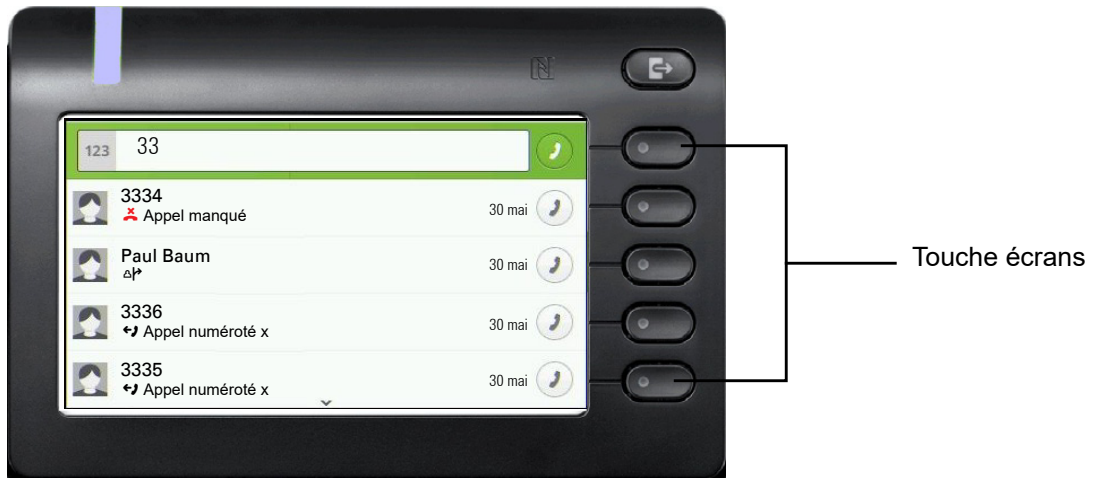 123 33
3334
Appel manqué 30 mai
Paul Baum
30 mai
3336
Appel numéroté x 30 mai
3335
Appel numéroté x 30 mai
Touche écrans